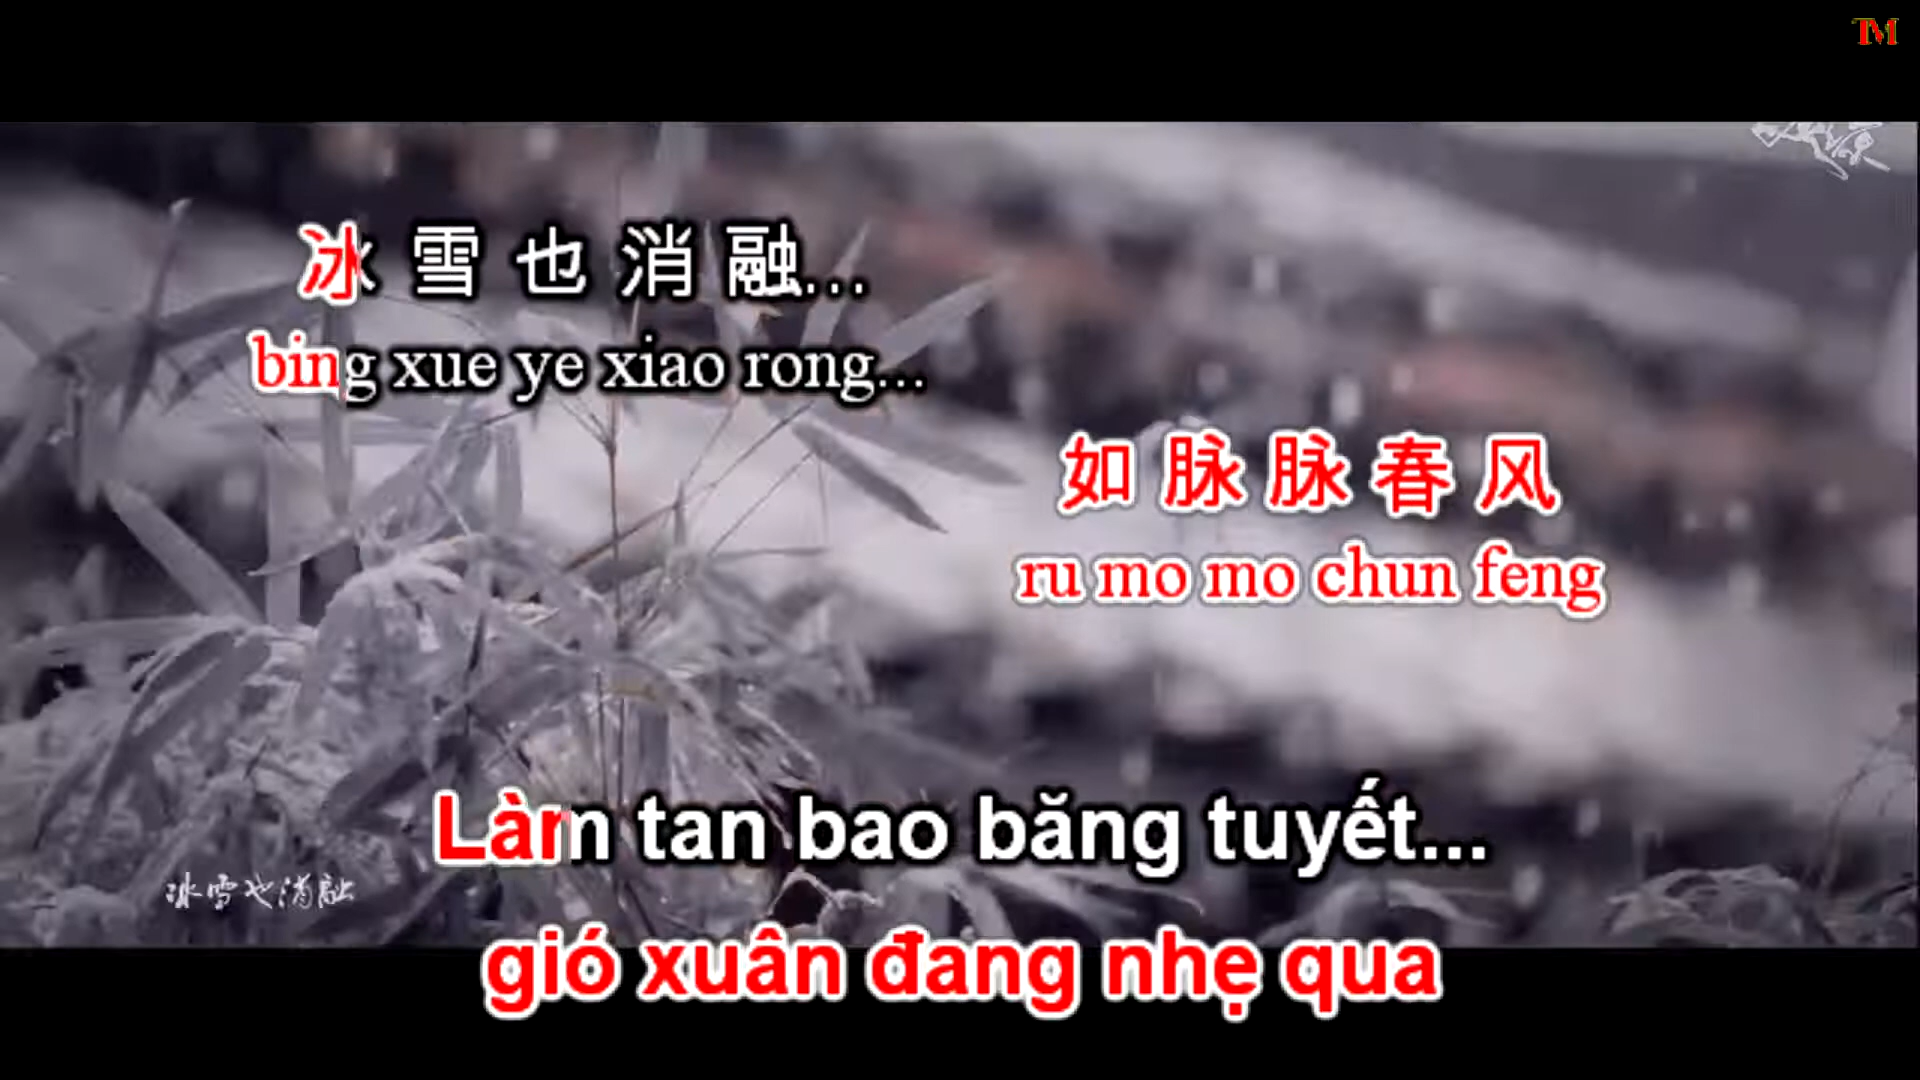 TM
冰 雪 也 消 融...
bing xue ye xiao rong...
如 脉 脉 春 风
ru mo mo chun feng
Làm tan bao băng tuyết...
冰雪也消融
gió xuân đang nhẹ qua